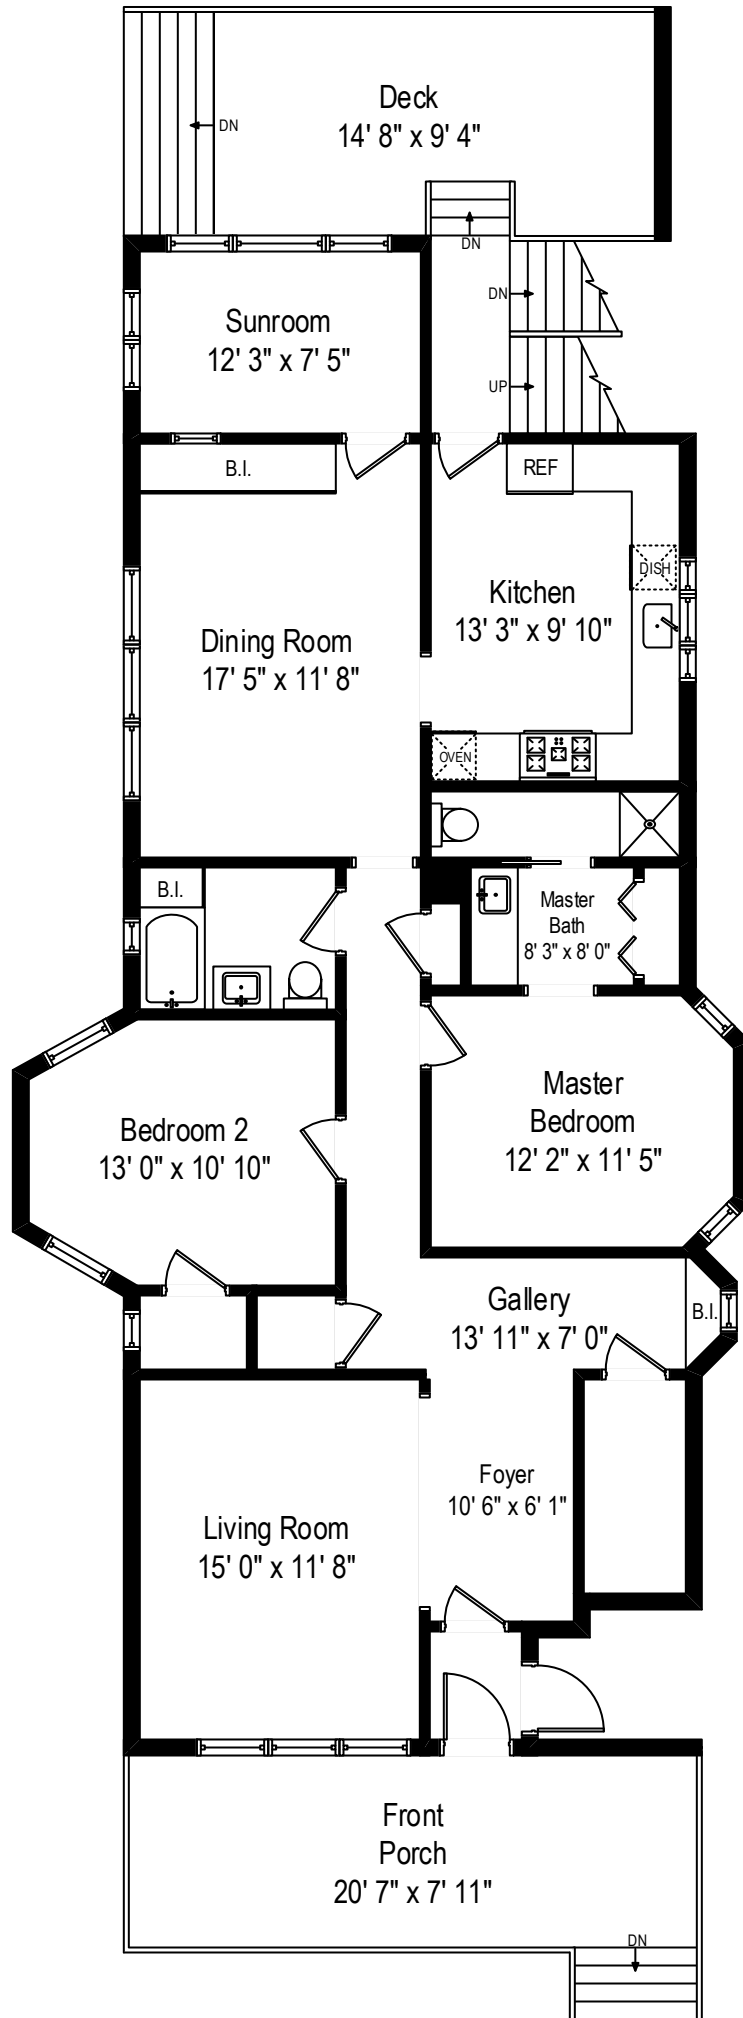 Deck
14' 8" x 9' 4"
DN
DN
DN
UP
Sunroom
12' 3" x 7' 5"
B.I.
REF
DISH
Kitchen
13' 3" x 9' 10"
Dining Room
17' 5" x 11' 8"
OVEN
B.I.
Master
Bath
8' 3" x 8' 0"
Master
Bedroom
12' 2" x 11' 5"
Bedroom 2
13' 0" x 10' 10"
Gallery
13' 11" x 7' 0"
B.I.
Foyer
10' 6" x 6' 1"
Living Room
15' 0" x 11' 8"
Front
Porch
20' 7" x 7' 11"
DN